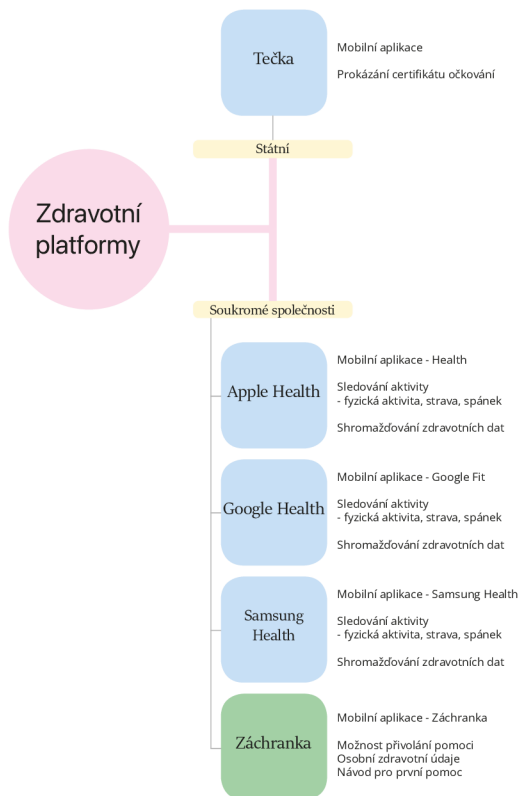 Tečka
Mobilní aplikace
Prokázání certifikátu očkování
Státní
Zdravotní
platformy
Soukromé společnosti
Apple Health
Mobilní aplikace - Health
Sledování aktivity
- fyzická aktivita, strava, spánek
Shromažďování zdravotních dat
Google Health
Mobilní aplikace - Google Fit
Sledování aktivity
- fyzická aktivita, strava, spánek
Shromažďování zdravotních dat
Samsung
Health
Mobilní aplikace - Samsung Health
Sledování aktivity
- fyzická aktivita, strava, spánek
Shromažďování zdravotních dat
Záchranka
Mobilní aplikace - Záchranka
Možnost přivolání pomoci
Osobní zdravotní údaje
Návod pro první pomoc